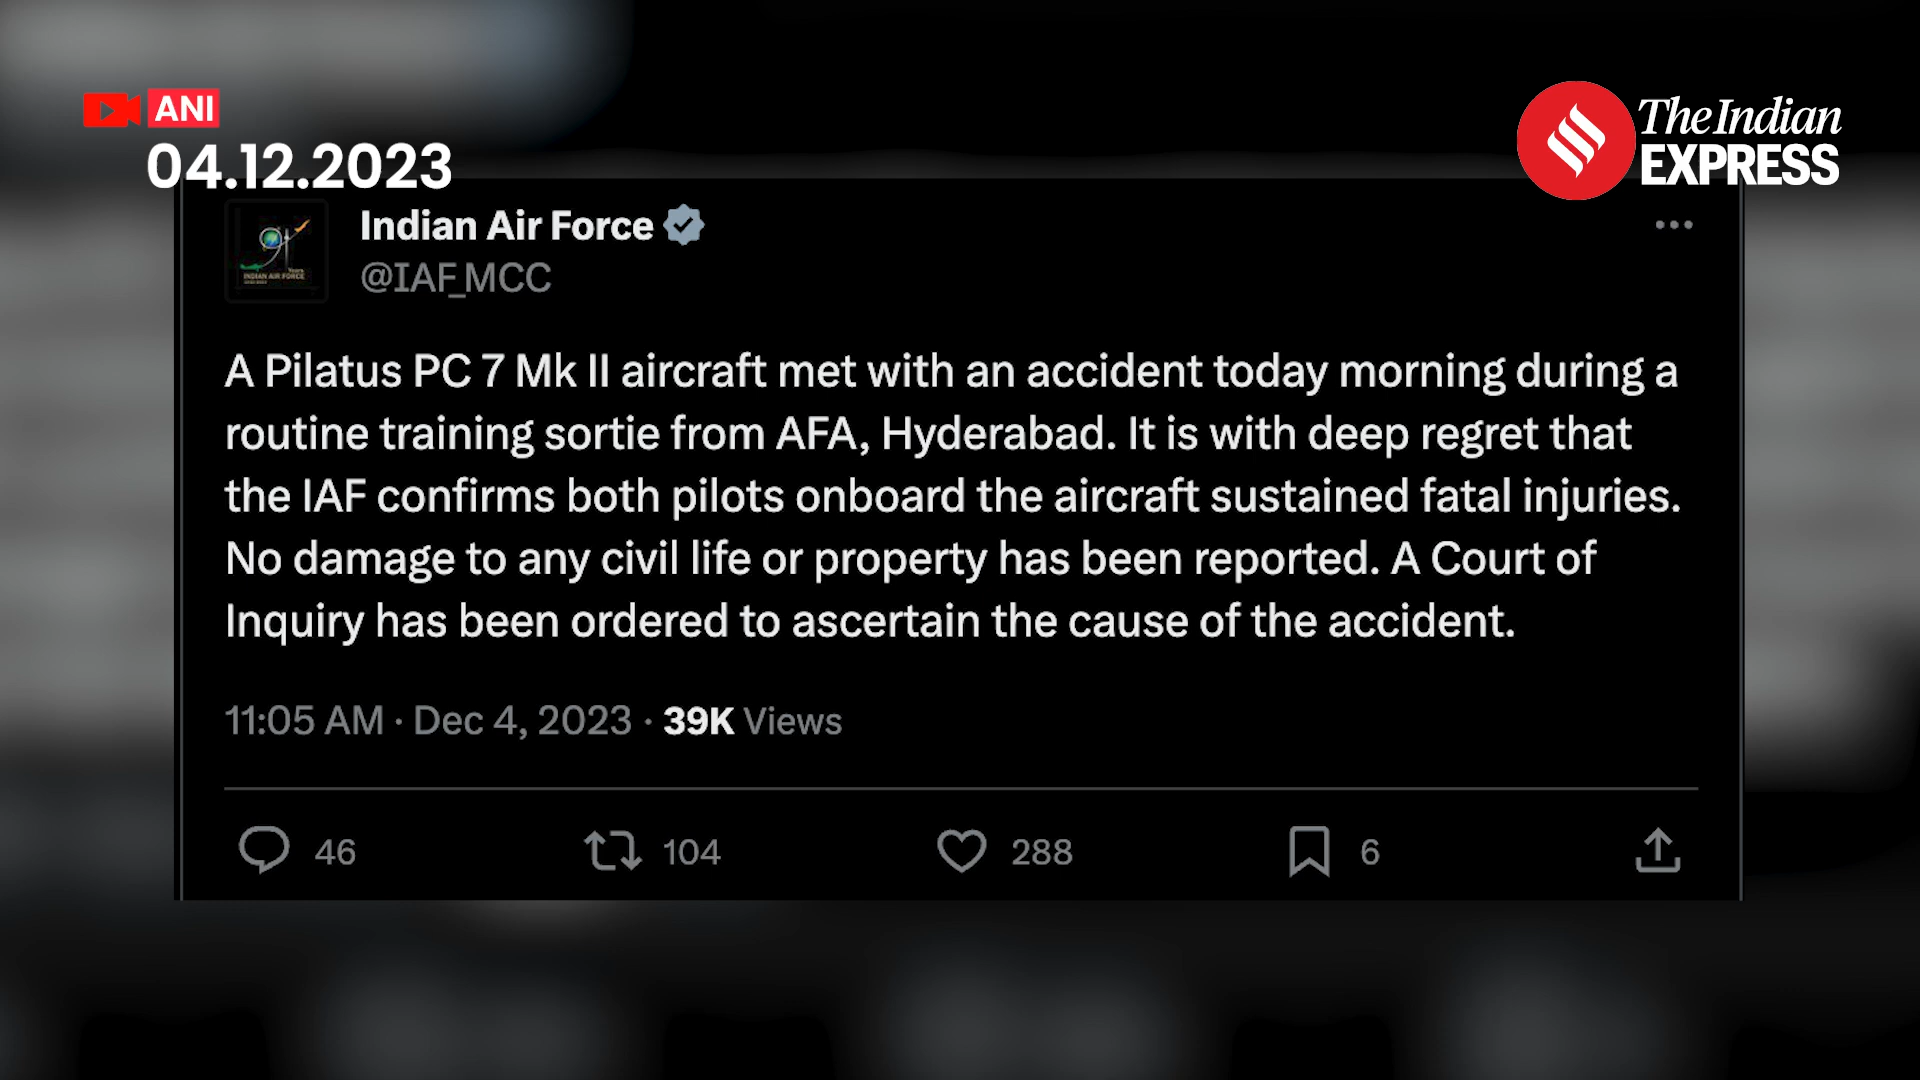 ANI
04.12.2023
The Indian
EXPRESS
Indian Air Force
@IAF_MCC
A Pilatus PC 7 Mk II aircraft met with an accident today morning during a
routine training sortie from AFA, Hyderabad. It is with deep regret that
the IAF confirms both pilots onboard the aircraft sustained fatal injuries.
No damage to any civil life or property has been reported. A Court of
Inquiry has been ordered to ascertain the cause of the accident.
11:05 AM · Dec 4, 2023 · 39K Views
46 104 288 6